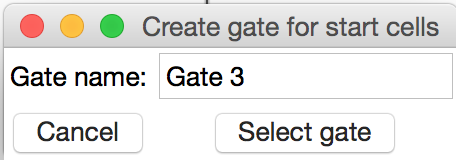 Create gate for start cells
Gate name: Gate 3
Cancel Select gate